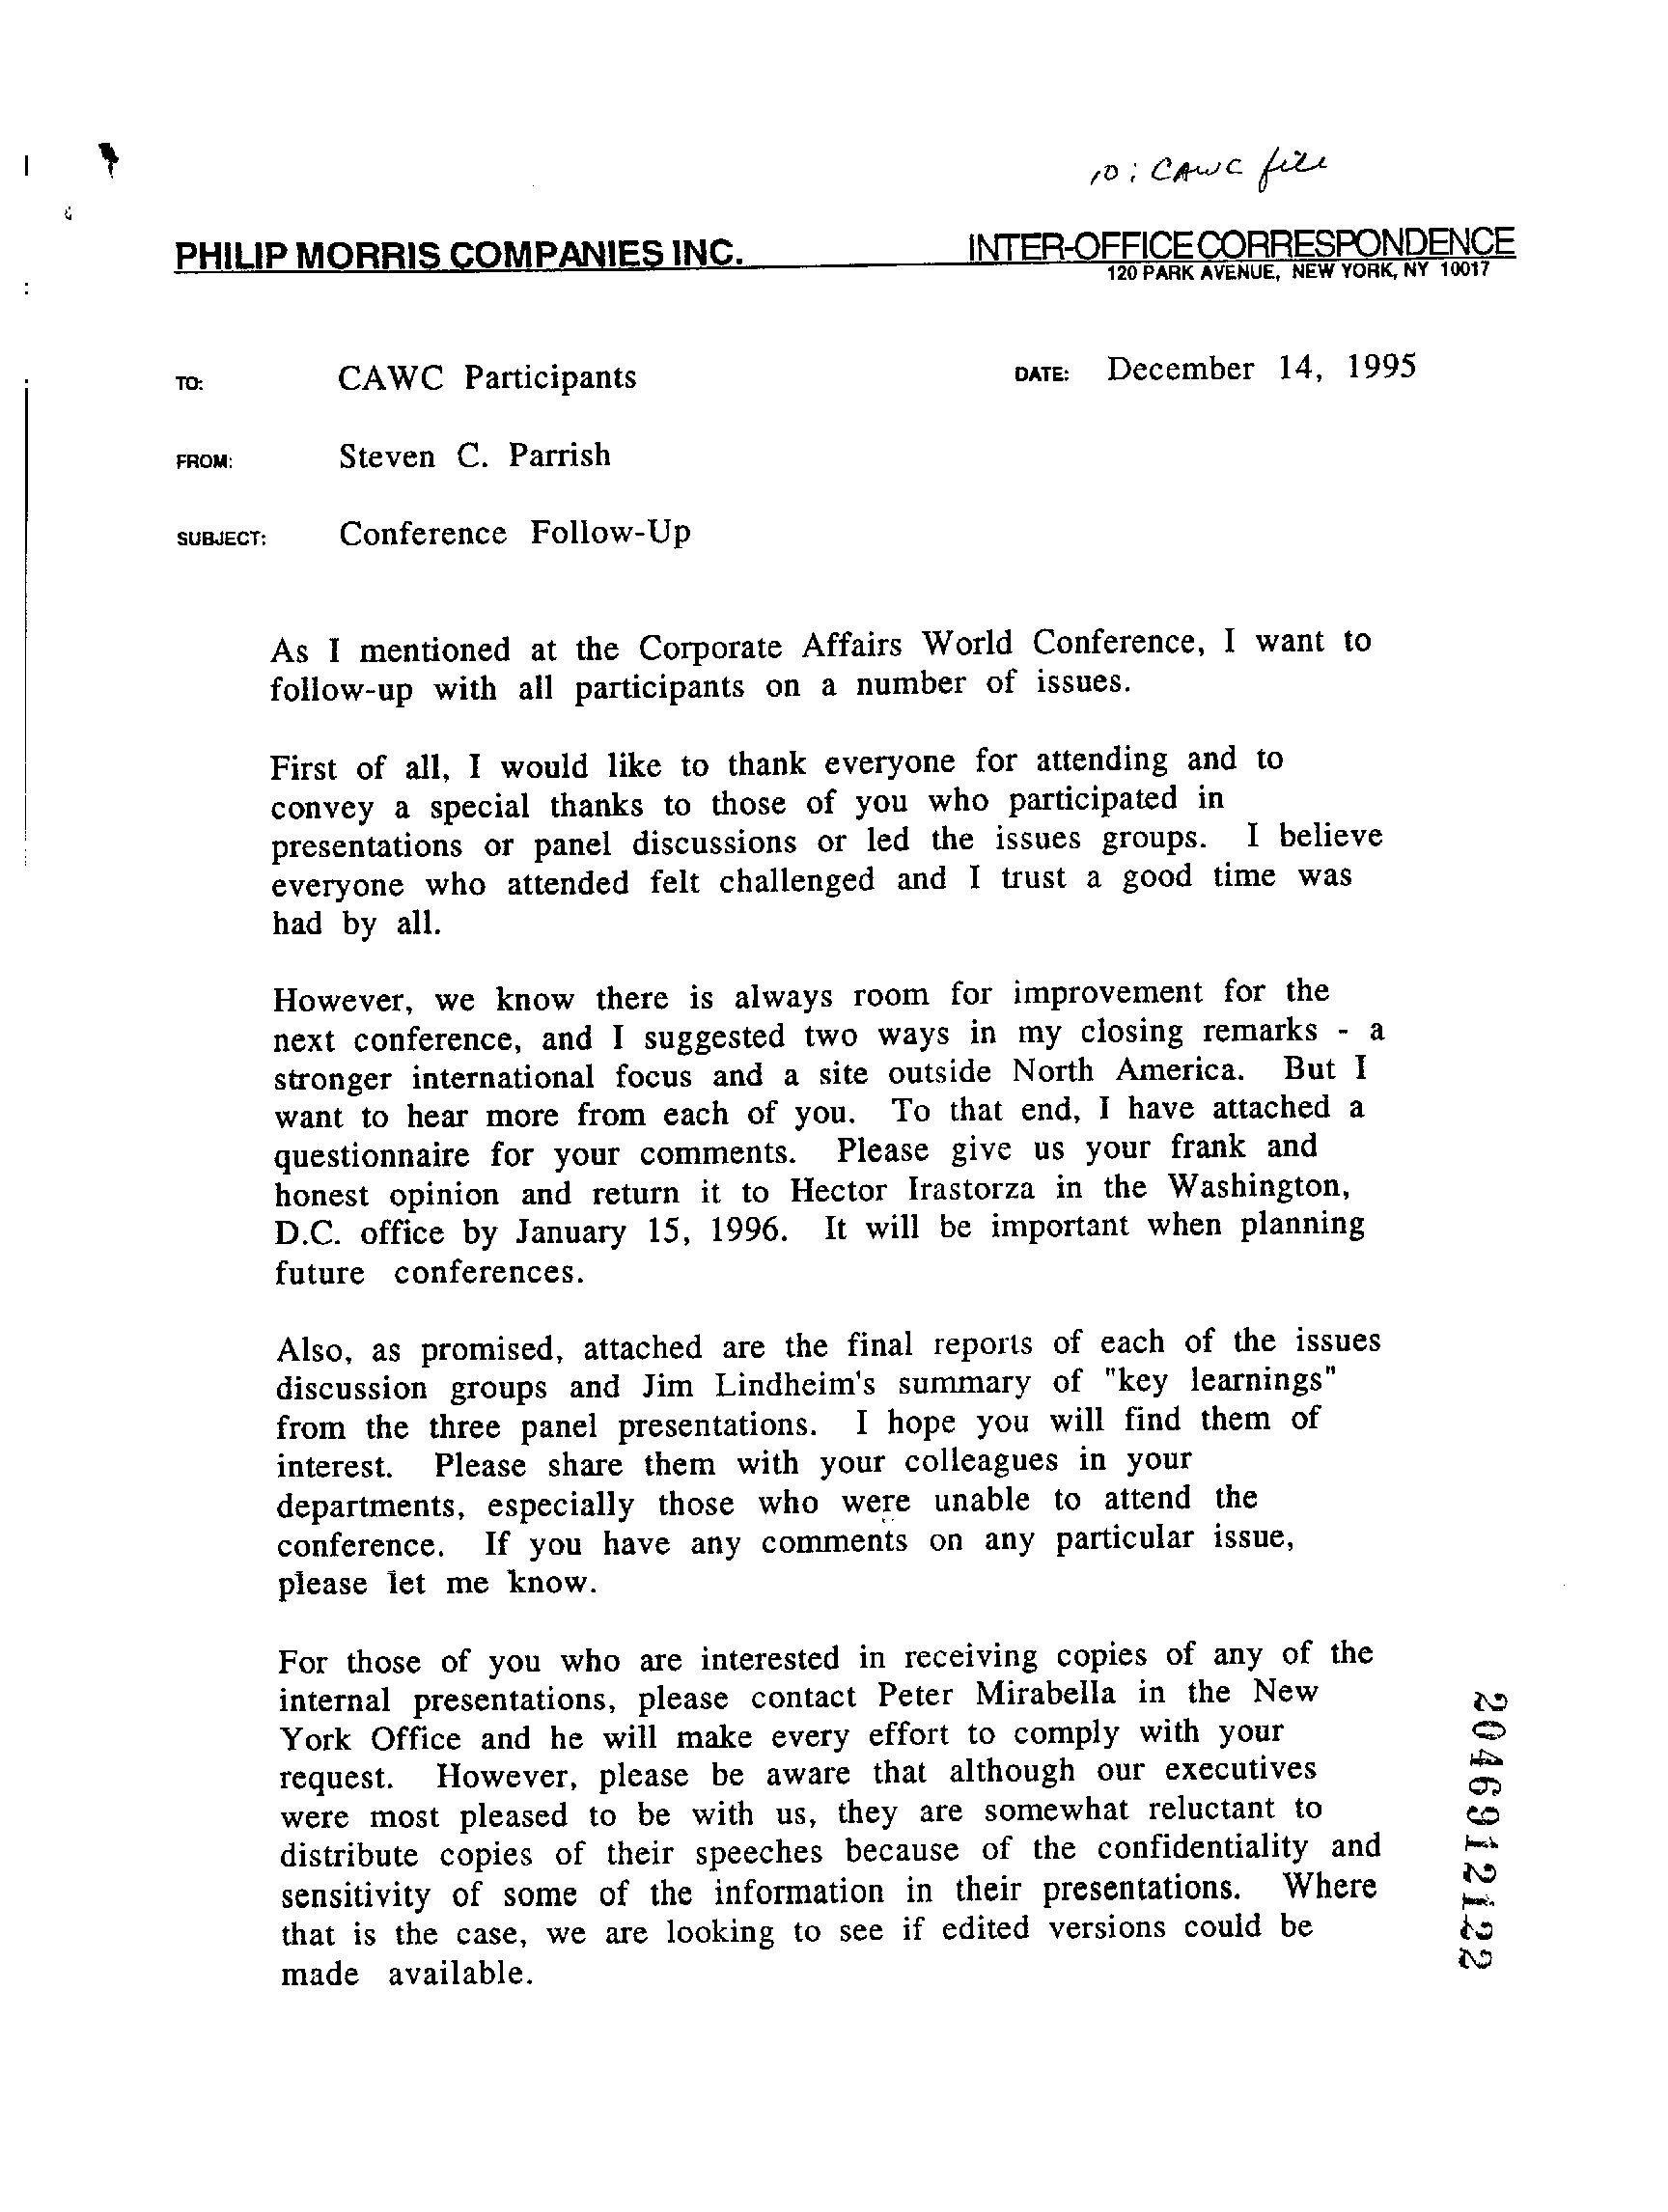 10: CAWC file
PHILIP MORRIS COMPANIES INC. INTER-OFFICE CORRESPONDENCE
120 PARK AVENUE, NEW YORK, NY 10017
TO: CAWC Participants DATE: December 14, 1995
FROM: Steven C. Parrish
SUBJECT: Conference Follow-Up
As I mentioned at the Corporate Affairs World Conference, I want to
follow-up with all participants on a number of issues.
First of all, I would like to thank everyone for attending and to
convey a special thanks to those of you who participated in
presentations or panel discussions or led the issues groups. I believe
everyone who attended felt challenged and I trust a good time was
had by all.
However, we know there is always room for improvement for the
next conference, and I suggested two ways in my closing remarks - a
stronger international focus and a site outside North America. But I
want to hear more from each of you. To that end, I have attached a
questionnaire for your comments. Please give us your frank and
honest opinion and return it to Hector Irastorza in the Washington,
D.C. office by January 15, 1996. It will be important when planning
future conferences.
Also, as promised, attached are the final reports of each of the issues
discussion groups and Jim Lindheim's summary of "key learnings"
from the three panel presentations. I hope you will find them of
interest. Please share them with your colleagues in your
departments, especially those who were unable to attend the
conference. If you have any comments on any particular issue,
please let me know.
For those of you who are interested in receiving copies of any of the
internal presentations, please contact Peter Mirabella in the New
York Office and he will make every effort to comply with your
request. However, please be aware that although our executives
were most pleased to be with us, they are somewhat reluctant to
distribute copies of their speeches because of the confidentiality and
sensitivity of some of the information in their presentations. Where
that is the case, we are looking to see if edited versions could be
made available.
2046912122